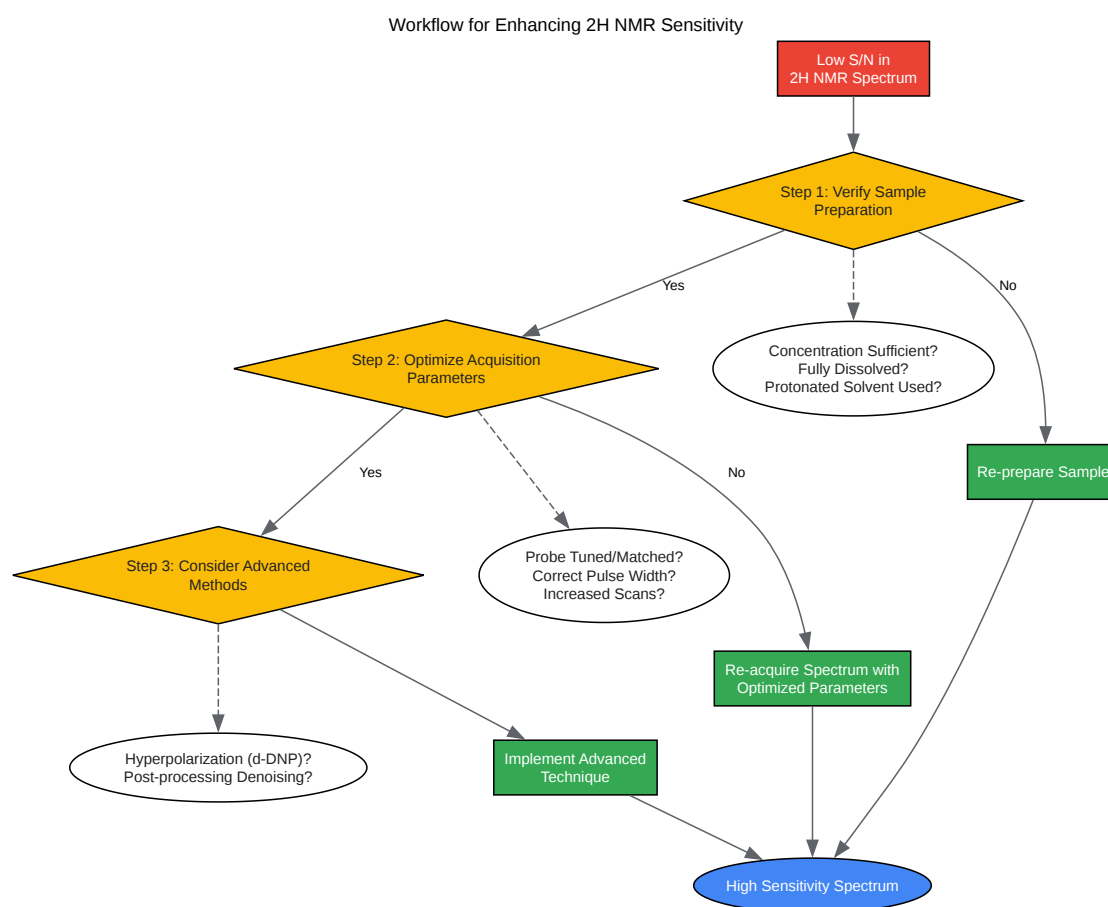 Workflow for Enhancing 2H NMR Sensitivity
Low S/N in
2H NMR Spectrum
Step 1: Verify Sample
Preparation
Yes
No
Step 2: Optimize Acquisition
Parameters
Concentration Sufficient?
Fully Dissolved?
Protonated Solvent Used?
Yes
No
Re-prepare Sample
Step 3: Consider Advanced
Methods
Probe Tuned/Matched?
Correct Pulse Width?
Increased Scans?
Re-acquire Spectrum with
Optimized Parameters
Hyperpolarization (d-DNP)?
Post-processing Denoising?
Implement Advanced
Technique
High Sensitivity Spectrum